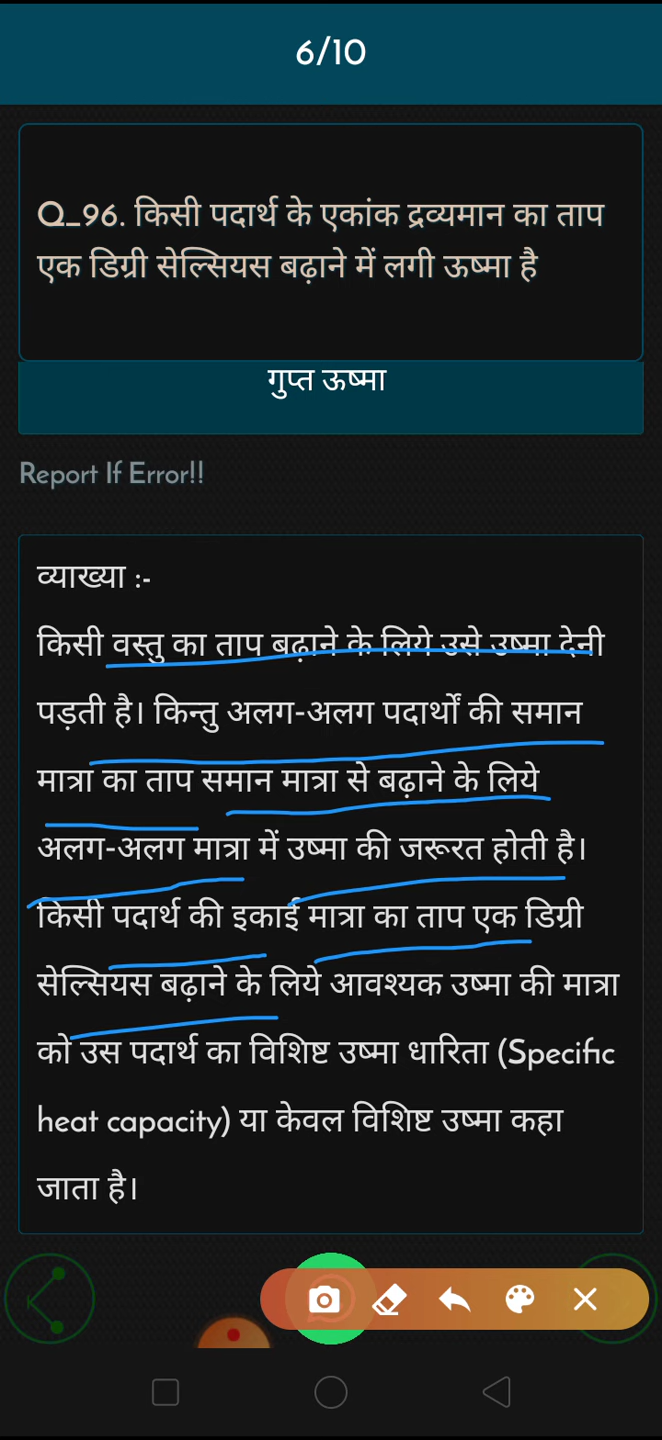 6/10
Q_96. किसी पदार्थ के एकांक द्रव्यमान का ताप
एक डिग्री सेल्सियस बढ़ाने में लगी ऊष्मा है
गुप्त ऊष्मा
Report If Error!!
व्याख्या :-
किसी वस्तु का ताप बढ़ाने के लिये उसे उष्मा देनी
पड़ती है। किन्तु अलग-अलग पदार्थों की समान
मात्रा का ताप समान मात्रा से बढ़ाने के लिये
अलग-अलग मात्रा में उष्मा की जरूरत होती है।
किसी पदार्थ की इकाई मात्रा का ताप एक डिग्री
सेल्सियस बढ़ाने के लिये आवश्यक उष्मा की मात्रा
को उस पदार्थ का विशिष्ट उष्मा धारिता (Specific
heat capacity) या केवल विशिष्ट उष्मा कहा
जाता है।